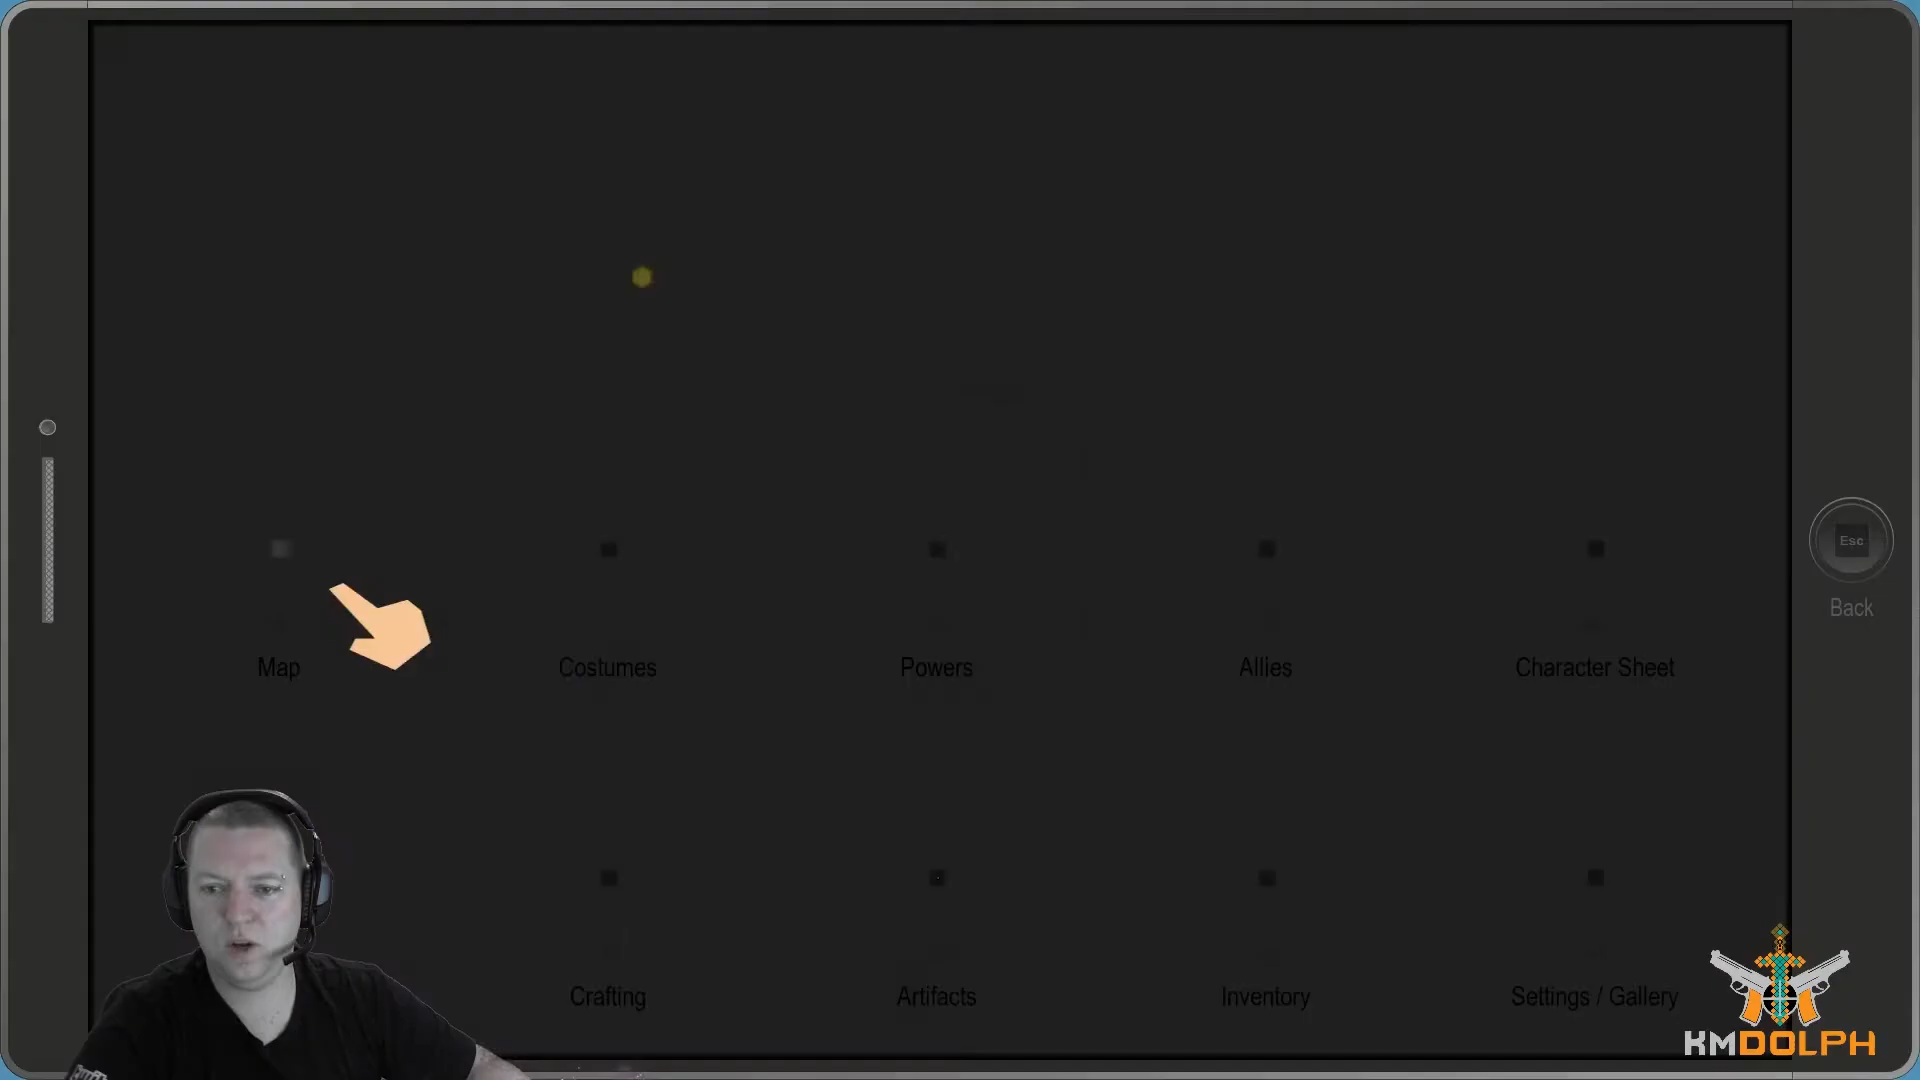 Esc
Back
Map
Costumes
Powers
Allies
Character Sheet
Crafting
Artifacts
Inventory
Settings / Gallery
KMDOLPH